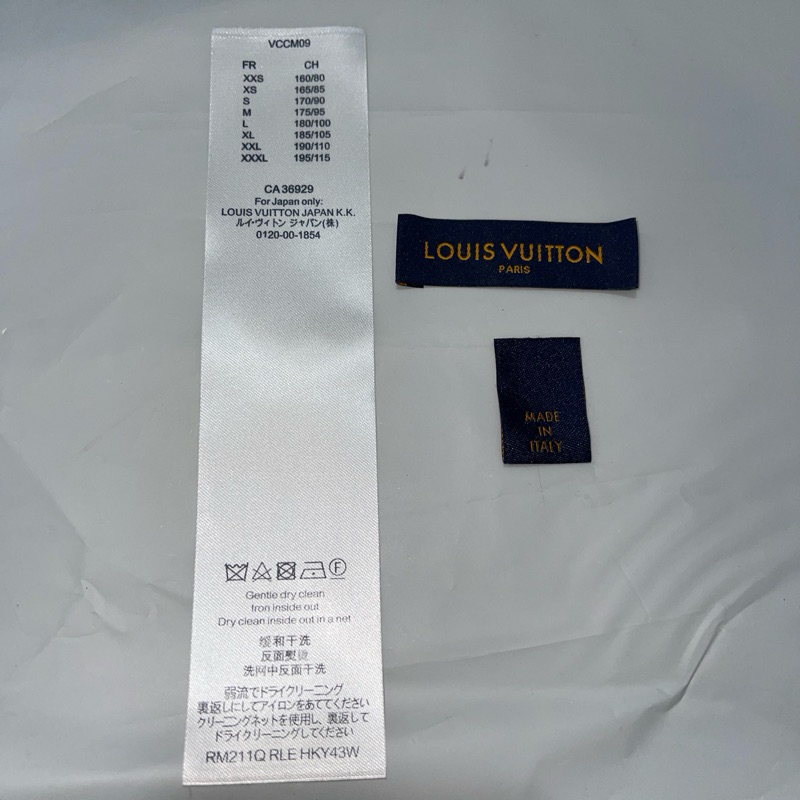 VCCM09
FR CH
XXS 160/80
XS 165/85
S 170/90
M 175/95
L 180/100
XL 185/105
XXL 190/110
XXXL 195/115
CA 36929
For Japan only:
LOUIS VUITTON JAPAN K.K.
ルイ・ヴィトン ジャパン(株)
0120-00-1854
LOUIS VUITTON
PARIS
MADE
IN
ITALY
F
Gentle dry clean
Iron inside out
Dry clean inside out in a net
缓和干洗
反面熨烫
洗网中反面干洗
弱流でドライクリーニング
裏返しにしてアイロンをあててください
クリーニングネットを使用し、裏返して
ドライクリーニングしてください
RM211Q RLE HKY43W